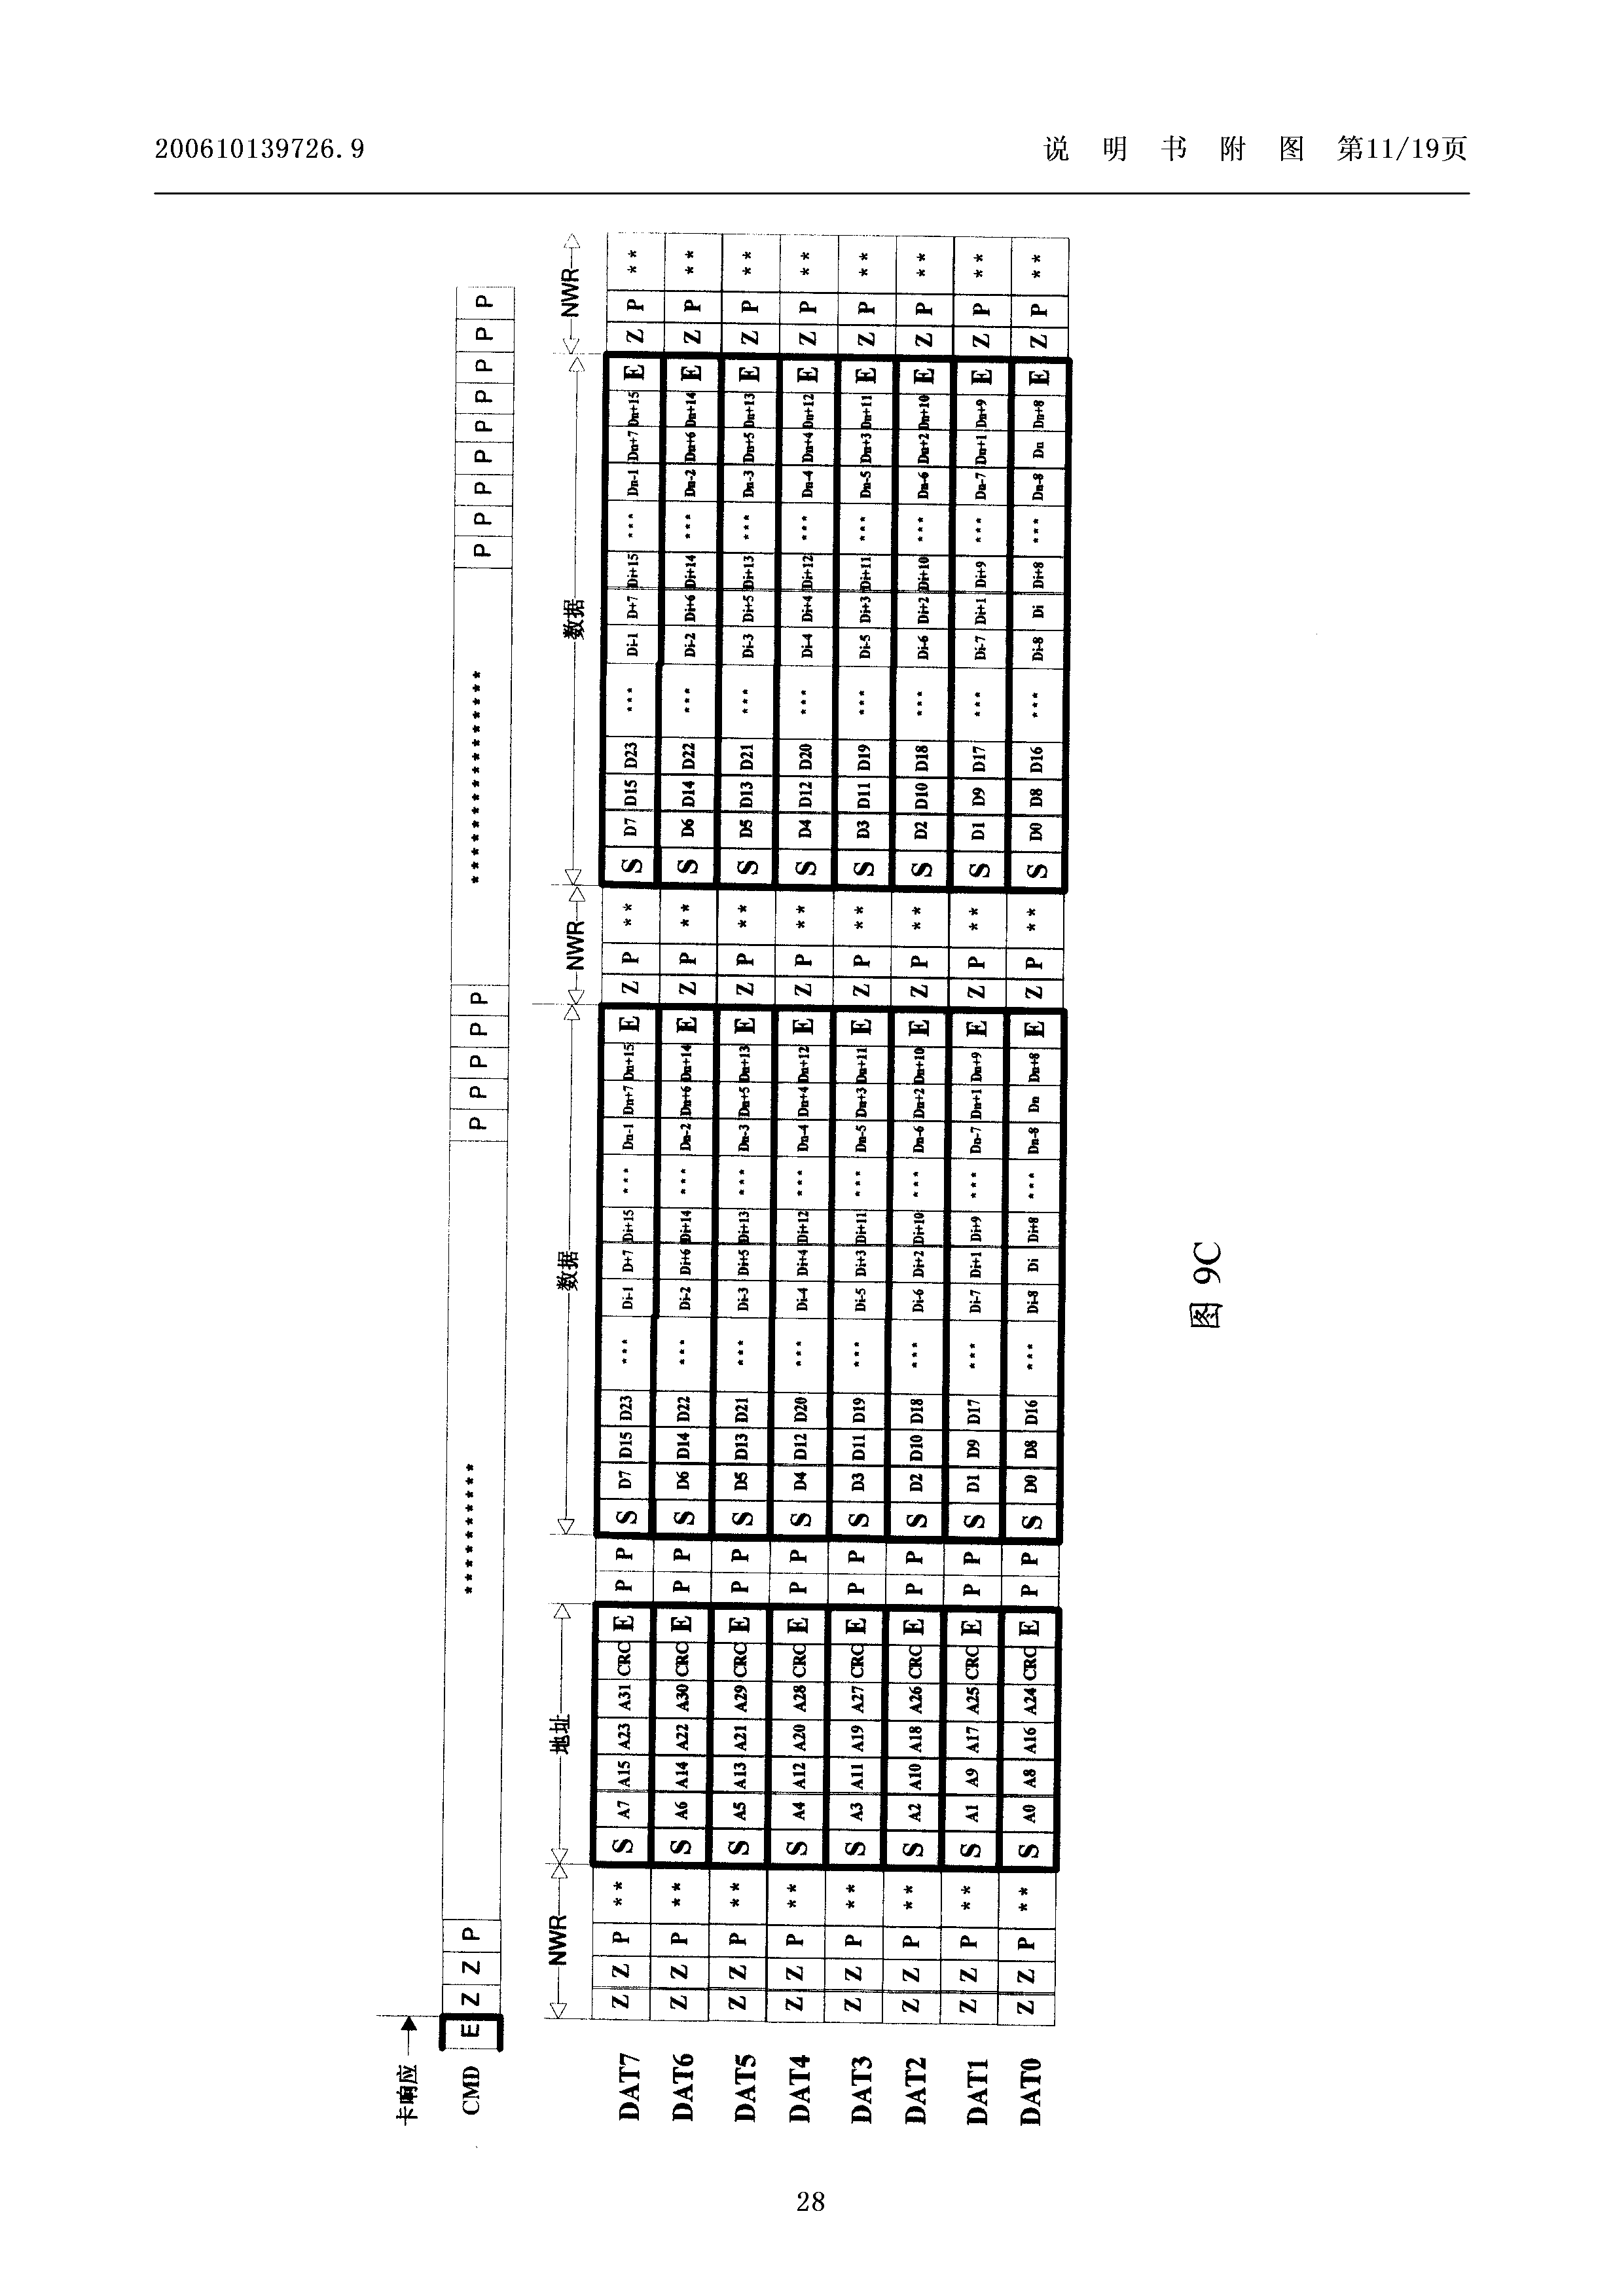 200610139726.9 说 明 书 附 图 第11/19页
卡响应
CMD E Z Z P ********** P P P P P **************** P P P P P P P P P
NWR 地址 数据 NWR 数据 NWR
DAT7 Z Z P ** S A7 A15 A23 A31 CRC E P P S D7 D15 D23 *** Di-1 D+7 Di+15 *** Dn-1 Dn+7 Dn+15 E Z P ** S D7 D15 D23 *** Di-1 D+7 Di+15 *** Dn-1 Dn+7 Dn+15 E Z P **
DAT6 Z Z P ** S A6 A14 A22 A30 CRC E P P S D6 D14 D22 *** Di-2 Di+6 Di+14 *** Dn-2 Dn+6 Dn+14 E Z P ** S D6 D14 D22 *** Di-2 Di+6 Di+14 *** Dn-2 Dn+6 Dn+14 E Z P **
DAT5 Z Z P ** S A5 A13 A21 A29 CRC E P P S D5 D13 D21 *** Di-3 Di+5 Di+13 *** Dn-3 Dn+5 Dn+13 E Z P ** S D5 D13 D21 *** Di-3 Di+5 Di+13 *** Dn-3 Dn+5 Dn+13 E Z P **
DAT4 Z Z P ** S A4 A12 A20 A28 CRC E P P S D4 D12 D20 *** Di-4 Di+4 Di+12 *** Dn-4 Dn+4 Dn+12 E Z P ** S D4 D12 D20 *** Di-4 Di+4 Di+12 *** Dn-4 Dn+4 Dn+12 E Z P **
DAT3 Z Z P ** S A3 A11 A19 A27 CRC E P P S D3 D11 D19 *** Di-5 Di+3 Di+11 *** Dn-5 Dn+3 Dn+11 E Z P ** S D3 D11 D19 *** Di-5 Di+3 Di+11 *** Dn-5 Dn+3 Dn+11 E Z P **
DAT2 Z Z P ** S A2 A10 A18 A26 CRC E P P S D2 D10 D18 *** Di-6 Di+2 Di+10 *** Dn-6 Dn+2 Dn+10 E Z P ** S D2 D10 D18 *** Di-6 Di+2 Di+10 *** Dn-6 Dn+2 Dn+10 E Z P **
DAT1 Z Z P ** S A1 A9 A17 A25 CRC E P P S D1 D9 D17 *** Di-7 Di+1 Di+9 *** Dn-7 Dn+1 Dn+9 E Z P ** S D1 D9 D17 *** Di-7 Di+1 Di+9 *** Dn-7 Dn+1 Dn+9 E Z P **
DAT0 Z Z P ** S A0 A8 A16 A24 CRC E P P S D0 D8 D16 *** Di-8 Di Di+8 *** Dn-8 Dn Dn+8 E Z P ** S D0 D8 D16 *** Di-8 Di Di+8 *** Dn-8 Dn Dn+8 E Z P **
图 9C
28